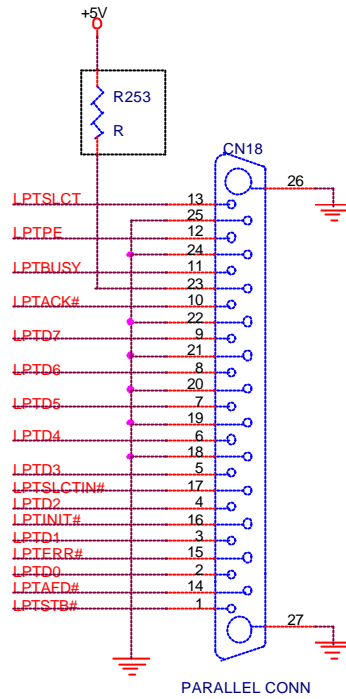 +5V
R253
R
CN18
26
LPTSLCT 13
25
LPTPE 12
24
LPTBUSY 11
23
LPTACK# 10
22
LPTD7 9
21
LPTD6 8
20
LPTD5 7
19
LPTD4 6
18
LPTD3 5
LPTSLCTIN# 17
LPTD2 4
LPTINIT# 16
LPTD1 3
LPTERR# 15
LPTD0 2
LPTAFD# 14
LPTSTB# 1
27
PARALLEL CONN